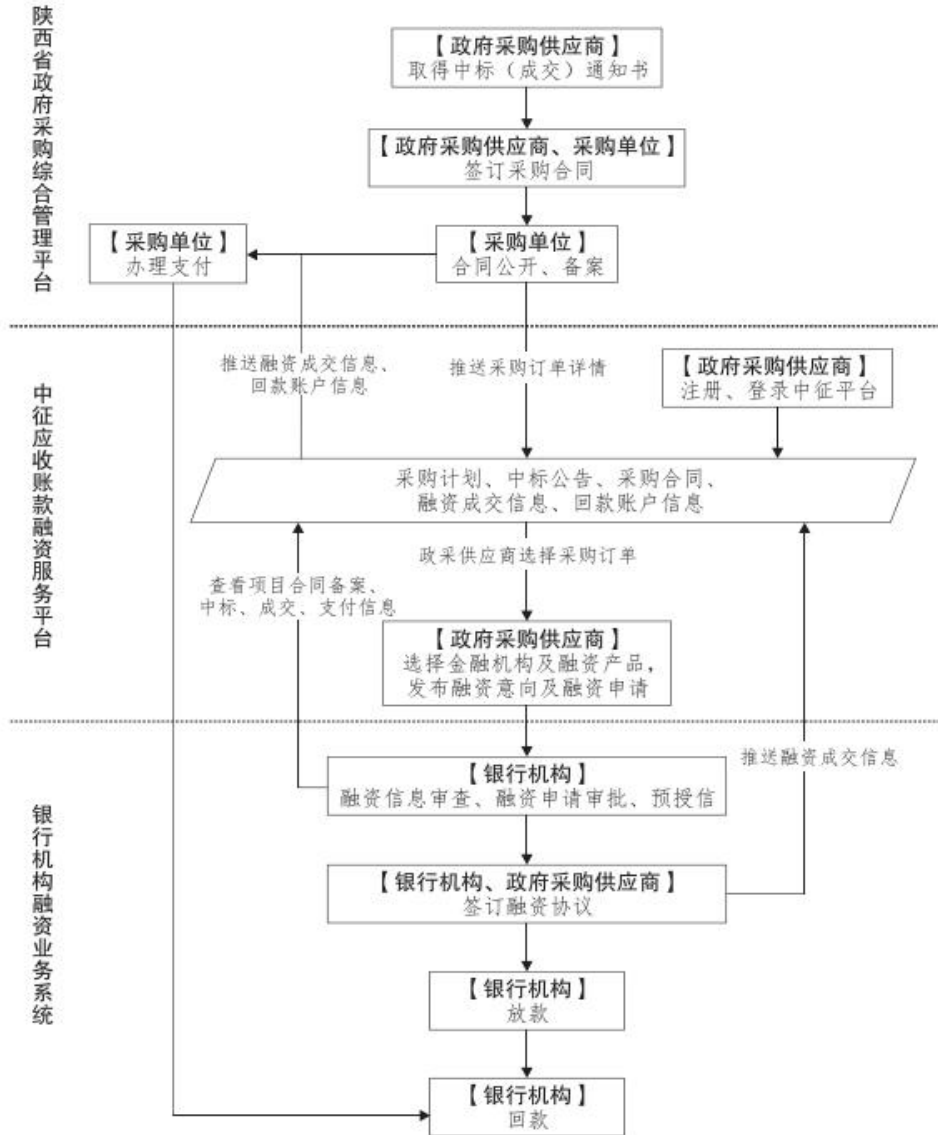 陕西省政府采购综合管理平台
【政府采购供应商】
取得中标（成交）通知书
【政府采购供应商、采购单位】
签订采购合同
【采购单位】
办理支付
【采购单位】
合同公开、备案
中征应收账款融资服务平台
推送融资成交信息、
回款账户信息
推送采购订单详情
【政府采购供应商】
注册、登录中征平台
采购计划、中标公告、采购合同、
融资成交信息、回款账户信息
政采供应商选择采购订单
查看项目合同备案、
中标、成交、支付信息
【政府采购供应商】
选择金融机构及融资产品，
发布融资意向及融资申请
银行机构融资业务系统
推送融资成交信息
【银行机构】
融资信息审查、融资申请审批、预授信
【银行机构、政府采购供应商】
签订融资协议
【银行机构】
放款
【银行机构】
回款